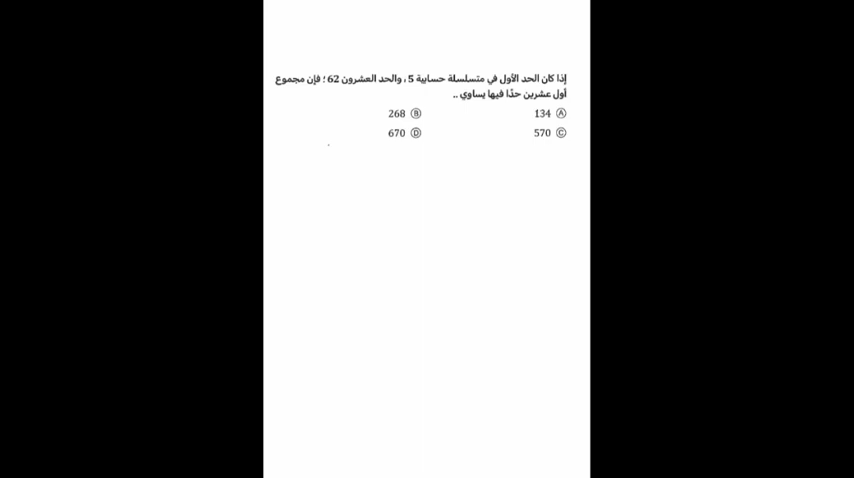 إذا كان الحد الأول في متسلسلة حسابية 5 ، والحد العشرون 62 ؛ فإن مجموع
أول عشرين حدًا فيها يساوي ..
Ⓐ 134 Ⓑ 268
Ⓒ 570 Ⓓ 670